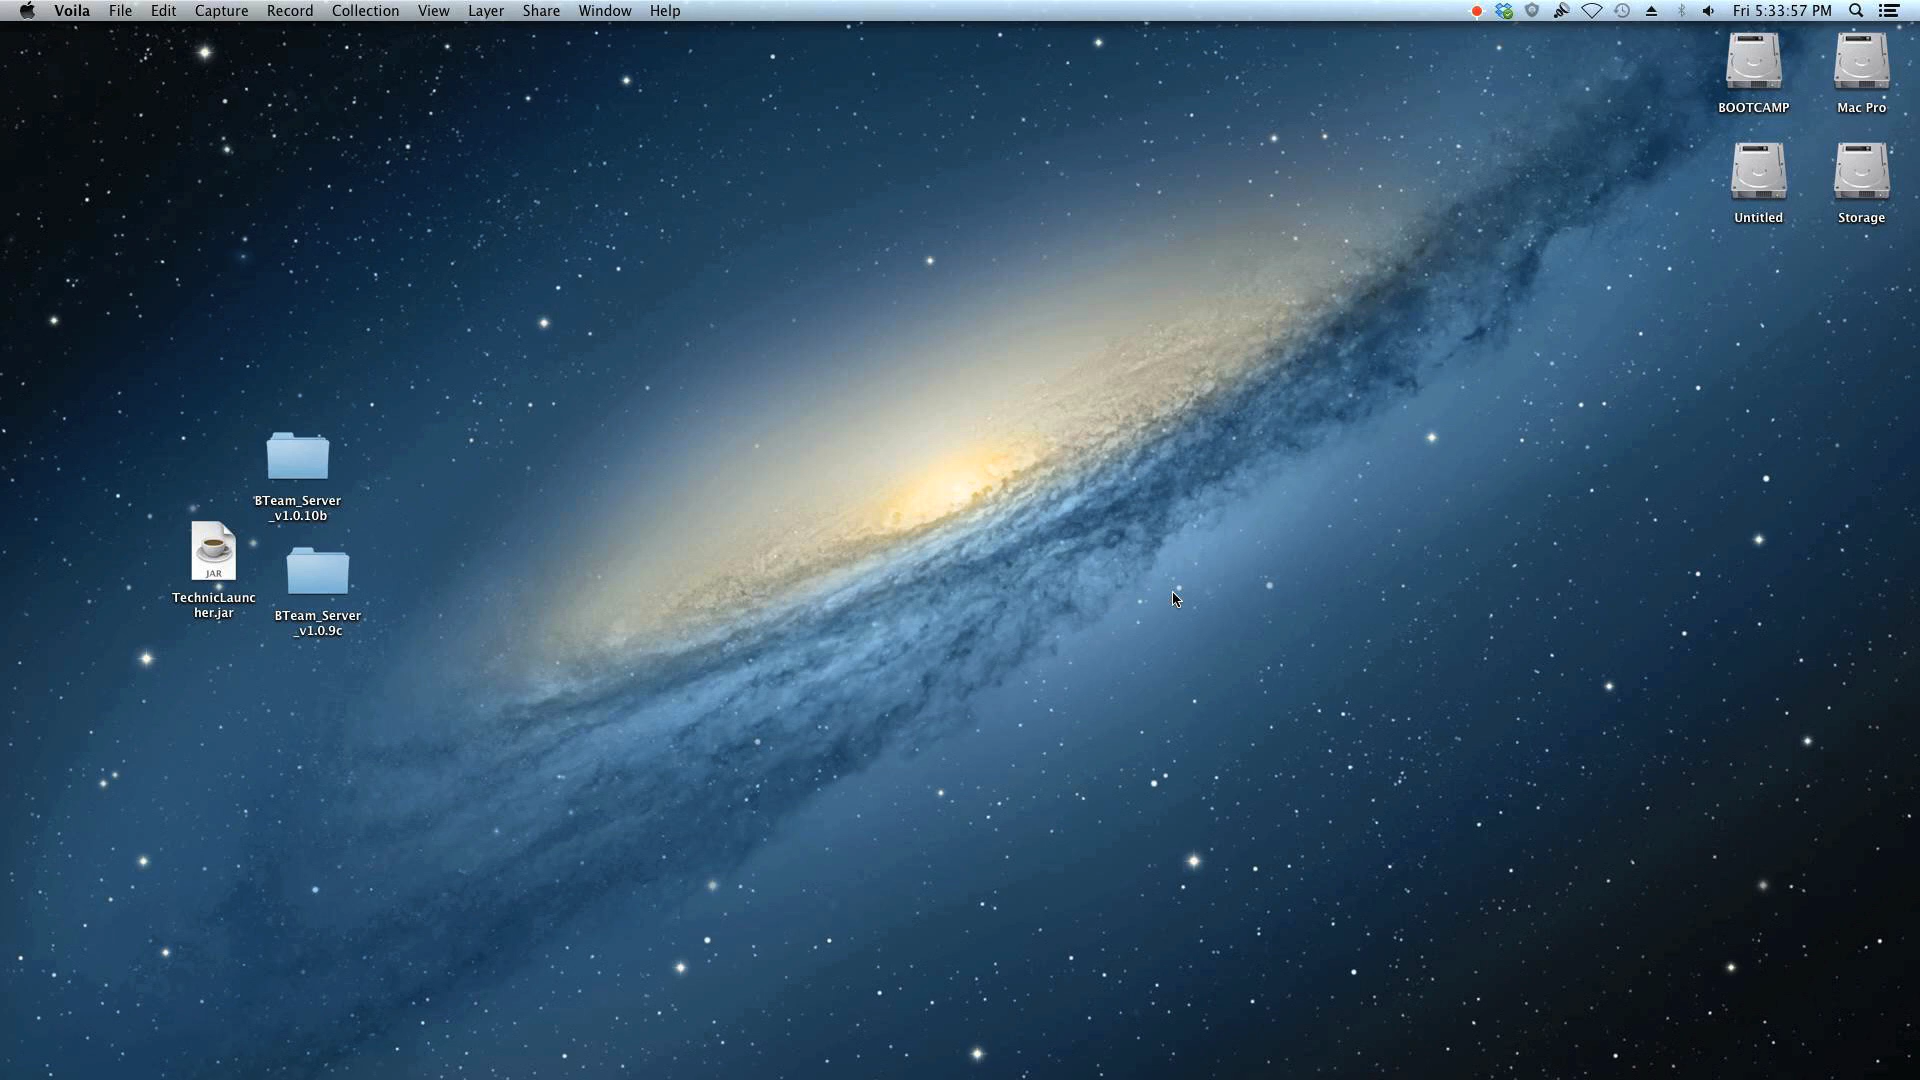 Voila File Edit Capture Record Collection View Layer Share Window Help Fri 5:33:57 PM
BOOTCAMP
Mac Pro
Untitled
Storage
BTeam_Server
_v1.0.10b
JAR
TechnicLaunc
her.jar
BTeam_Server
_v1.0.9c